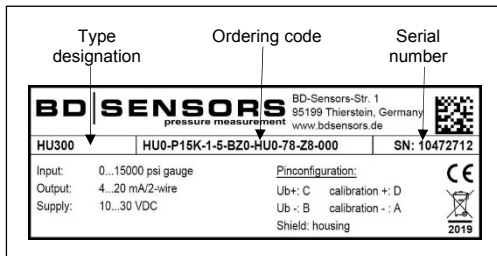 Type designation
Ordering code
Serial number
BD SENSORS
pressure measurement
BD-Sensors-Str. 1
95199 Thierstein, Germany
www.bdsensors.de
HU300
HU0-P15K-1-5-BZ0-HU0-78-Z8-000
SN: 10472712
Input: 0...15000 psi gauge
Output: 4...20 mA/2-wire
Supply: 10...30 VDC
Pinconfiguration:
Ub+: C calibration +: D
Ub -: B calibration - : A
Shield: housing
CE
2019